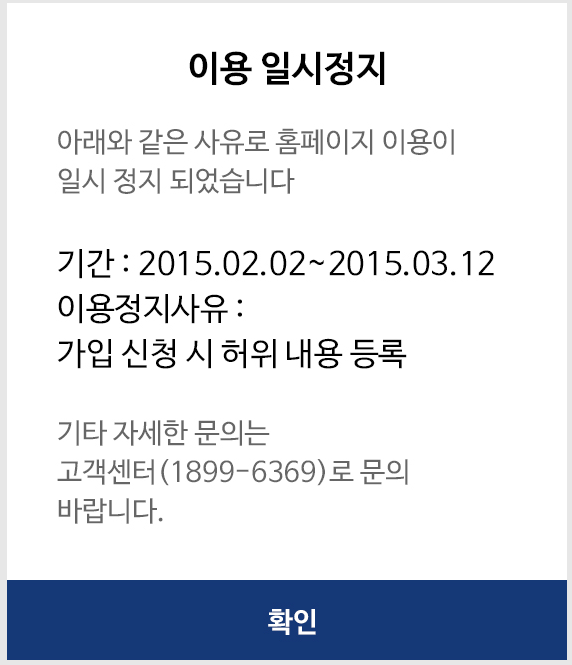 이용 일시정지
아래와 같은 사유로 홈페이지 이용이
일시 정지 되었습니다
기간 : 2015.02.02~2015.03.12
이용정지사유 :
가입 신청 시 허위 내용 등록
기타 자세한 문의는
고객센터(1899-6369)로 문의
바랍니다.
확인